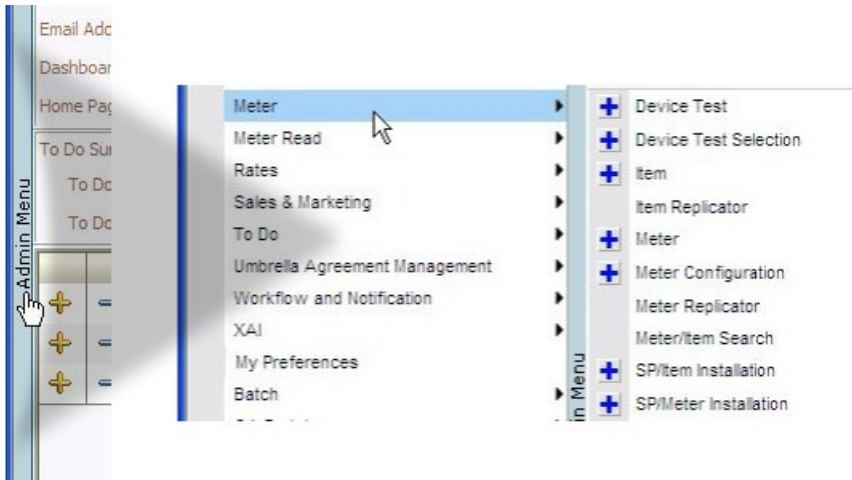 Email Add
Dashboar
Home Pag
To Do Sur
To Do
To Do
Admin Menu
Meter
Meter Read
Rates
Sales & Marketing
To Do
Umbrella Agreement Management
Workflow and Notification
XAI
My Preferences
Batch
in Menu
Device Test
Device Test Selection
Item
Item Replicator
Meter
Meter Configuration
Meter Replicator
Meter/Item Search
SP/Item Installation
SP/Meter Installation